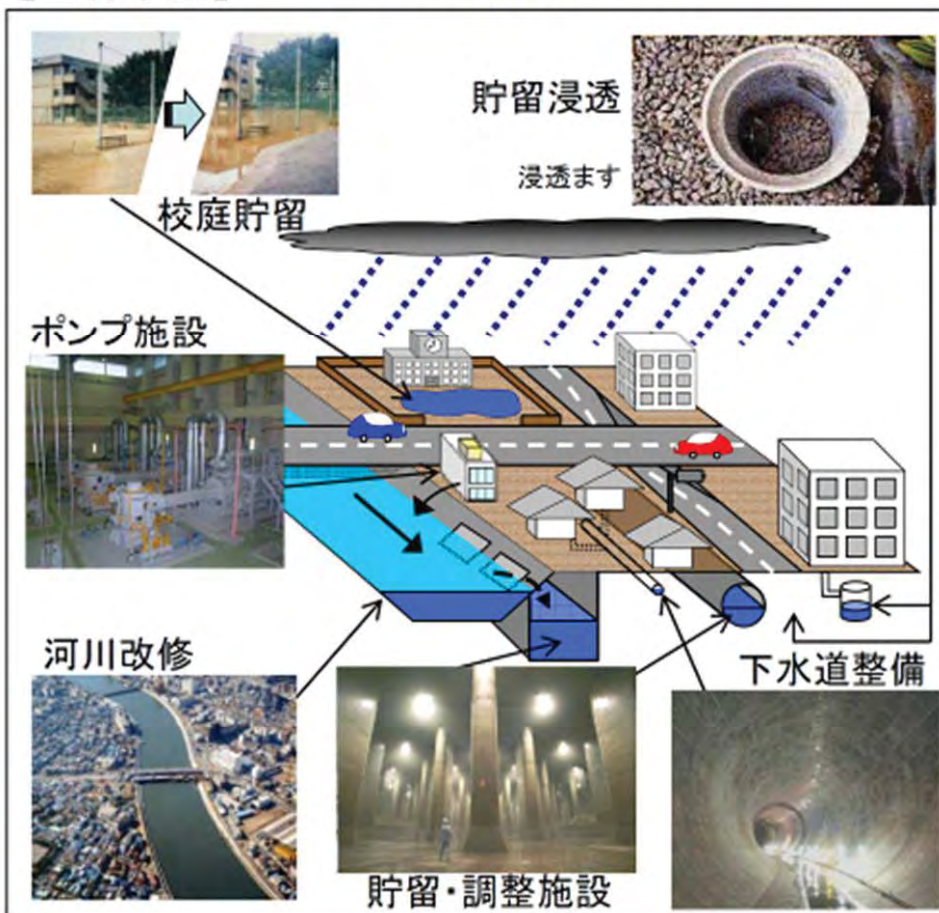 貯留浸透
浸透ます
校庭貯留
ポンプ施設
河川改修
下水道整備
貯留・調整施設